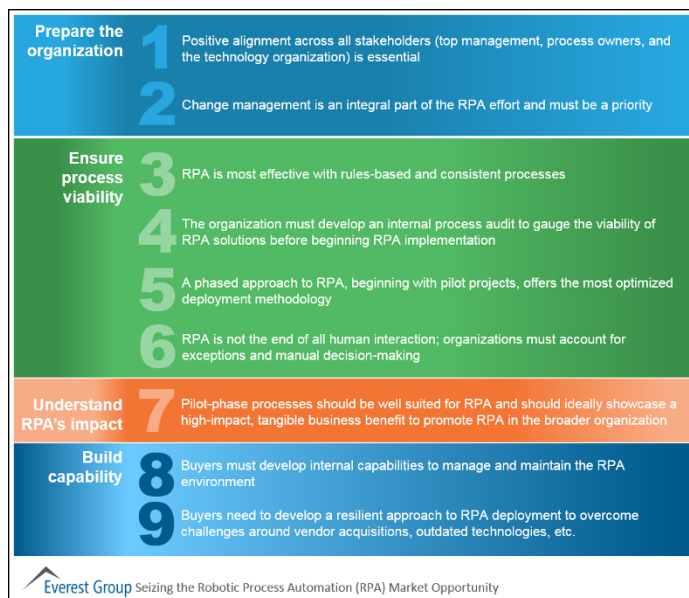 Prepare the
organization
1
Positive alignment across all stakeholders (top management, process owners, and
the technology organization) is essential
2
Change management is an integral part of the RPA effort and must be a priority
Ensure
process
viability
3
RPA is most effective with rules-based and consistent processes
4
The organization must develop an internal process audit to gauge the viability of
RPA solutions before beginning RPA implementation
5
A phased approach to RPA, beginning with pilot projects, offers the most optimized
deployment methodology
6
RPA is not the end of all human interaction; organizations must account for
exceptions and manual decision-making
Understand
RPA's impact
7
Pilot-phase processes should be well suited for RPA and should ideally showcase a
high-impact, tangible business benefit to promote RPA in the broader organization
Build
capability
8
Buyers must develop internal capabilities to manage and maintain the RPA
environment
9
Buyers need to develop a resilient approach to RPA deployment to overcome
challenges around vendor acquisitions, outdated technologies, etc.
Everest Group Seizing the Robotic Process Automation (RPA) Market Opportunity